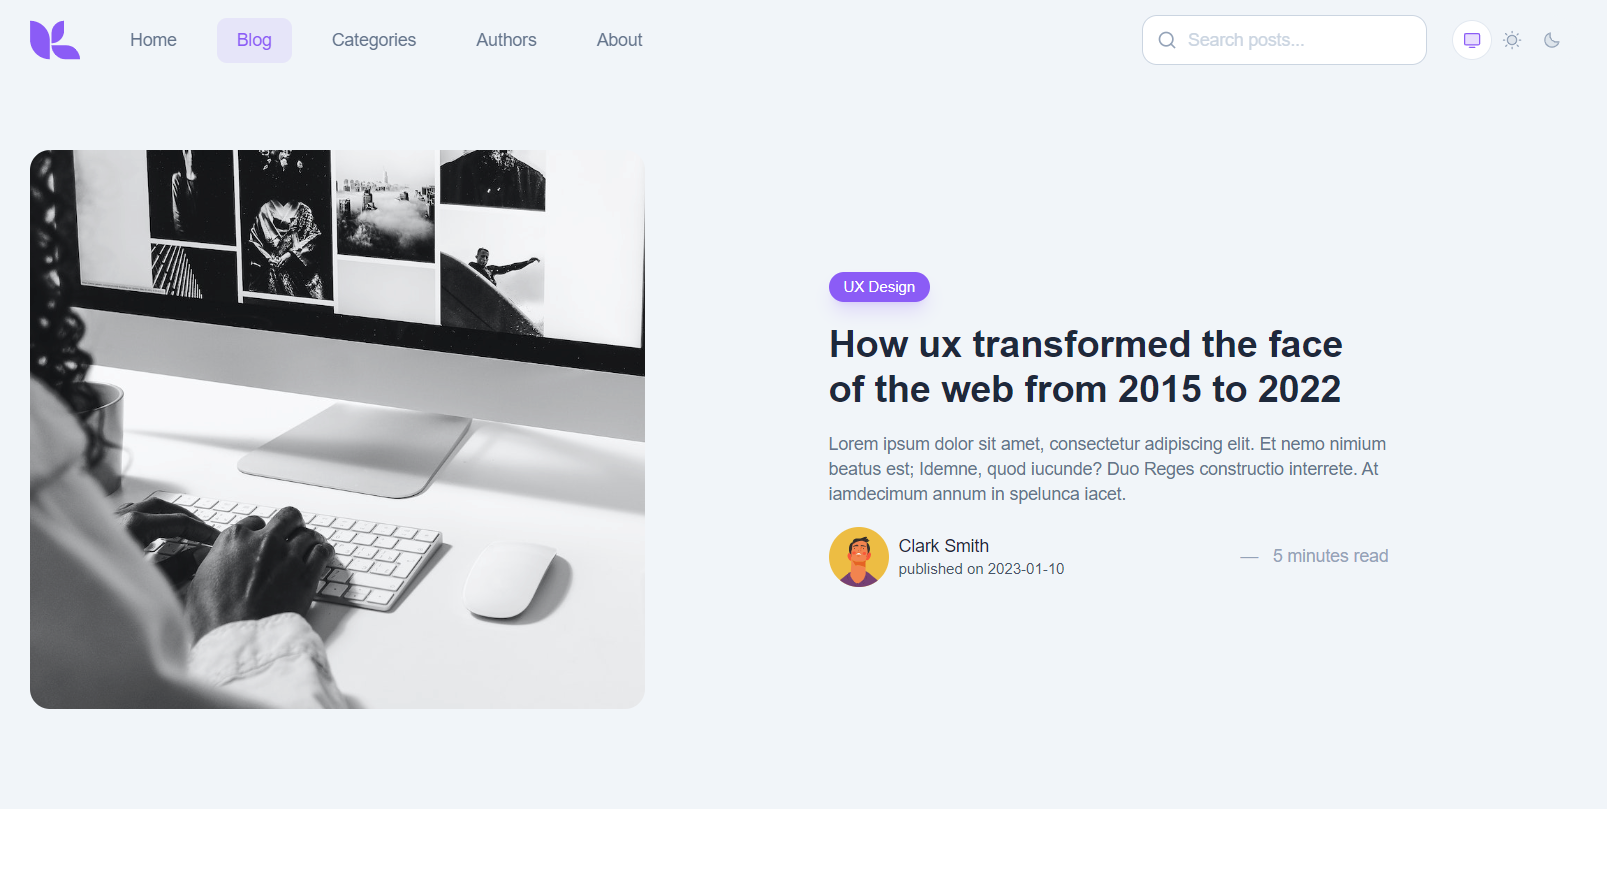 Home
Blog
Categories
Authors
About
Search posts...
UX Design
How ux transformed the face
of the web from 2015 to 2022
Lorem ipsum dolor sit amet, consectetur adipiscing elit. Et nemo nimium
beatus est; Idemne, quod iucunde? Duo Reges constructio interrete. At
iamdecimum annum in spelunca iacet.
Clark Smith
published on 2023-01-10
— 5 minutes read